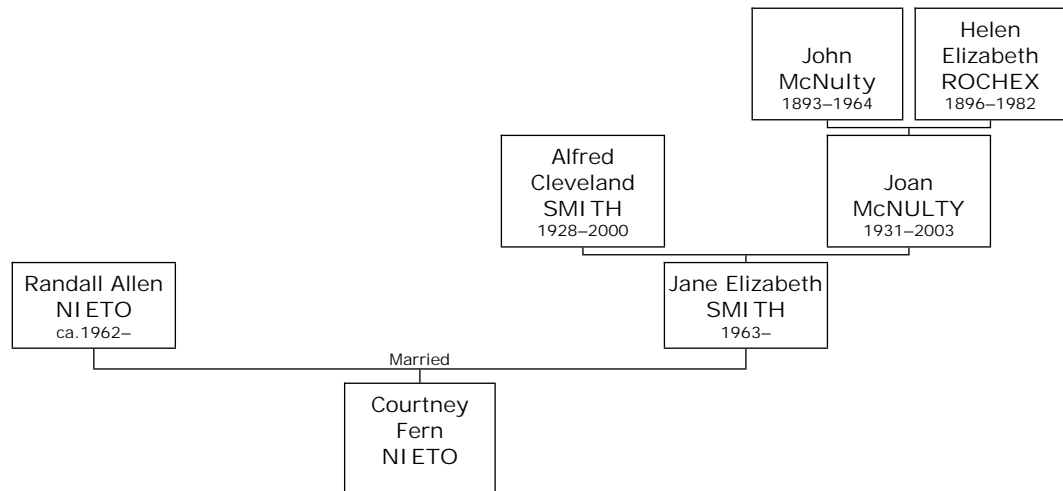 John
McNulty
1893–1964
Helen
Elizabeth
ROCHEX
1896–1982
Alfred
Cleveland
SMITH
1928–2000
Joan
McNULTY
1931–2003
Randall Allen
NIETO
ca.1962–
Jane Elizabeth
SMITH
1963–
Married
Courtney
Fern
NIETO